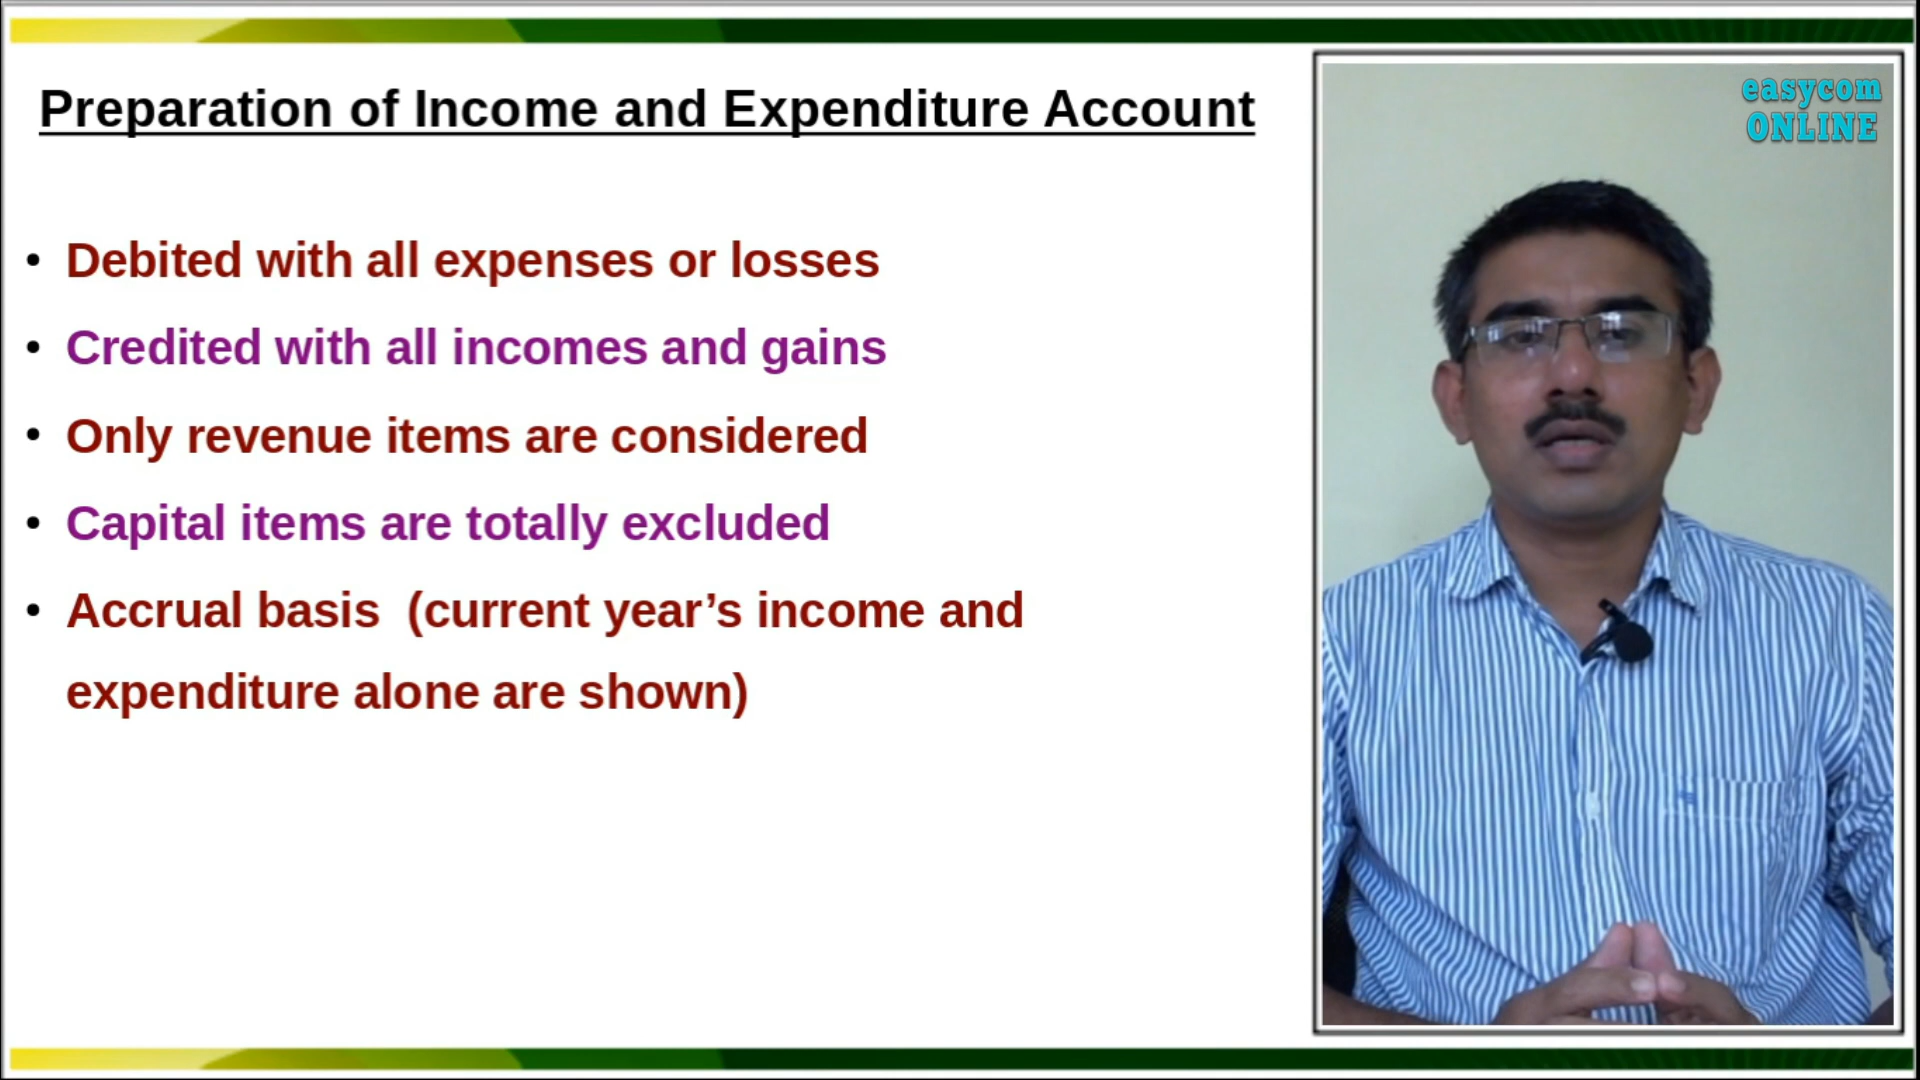 Preparation of Income and Expenditure Account
• Debited with all expenses or losses
• Credited with all incomes and gains
• Only revenue items are considered
• Capital items are totally excluded
• Accrual basis  (current year’s income and
expenditure alone are shown)
easycom
ONLINE